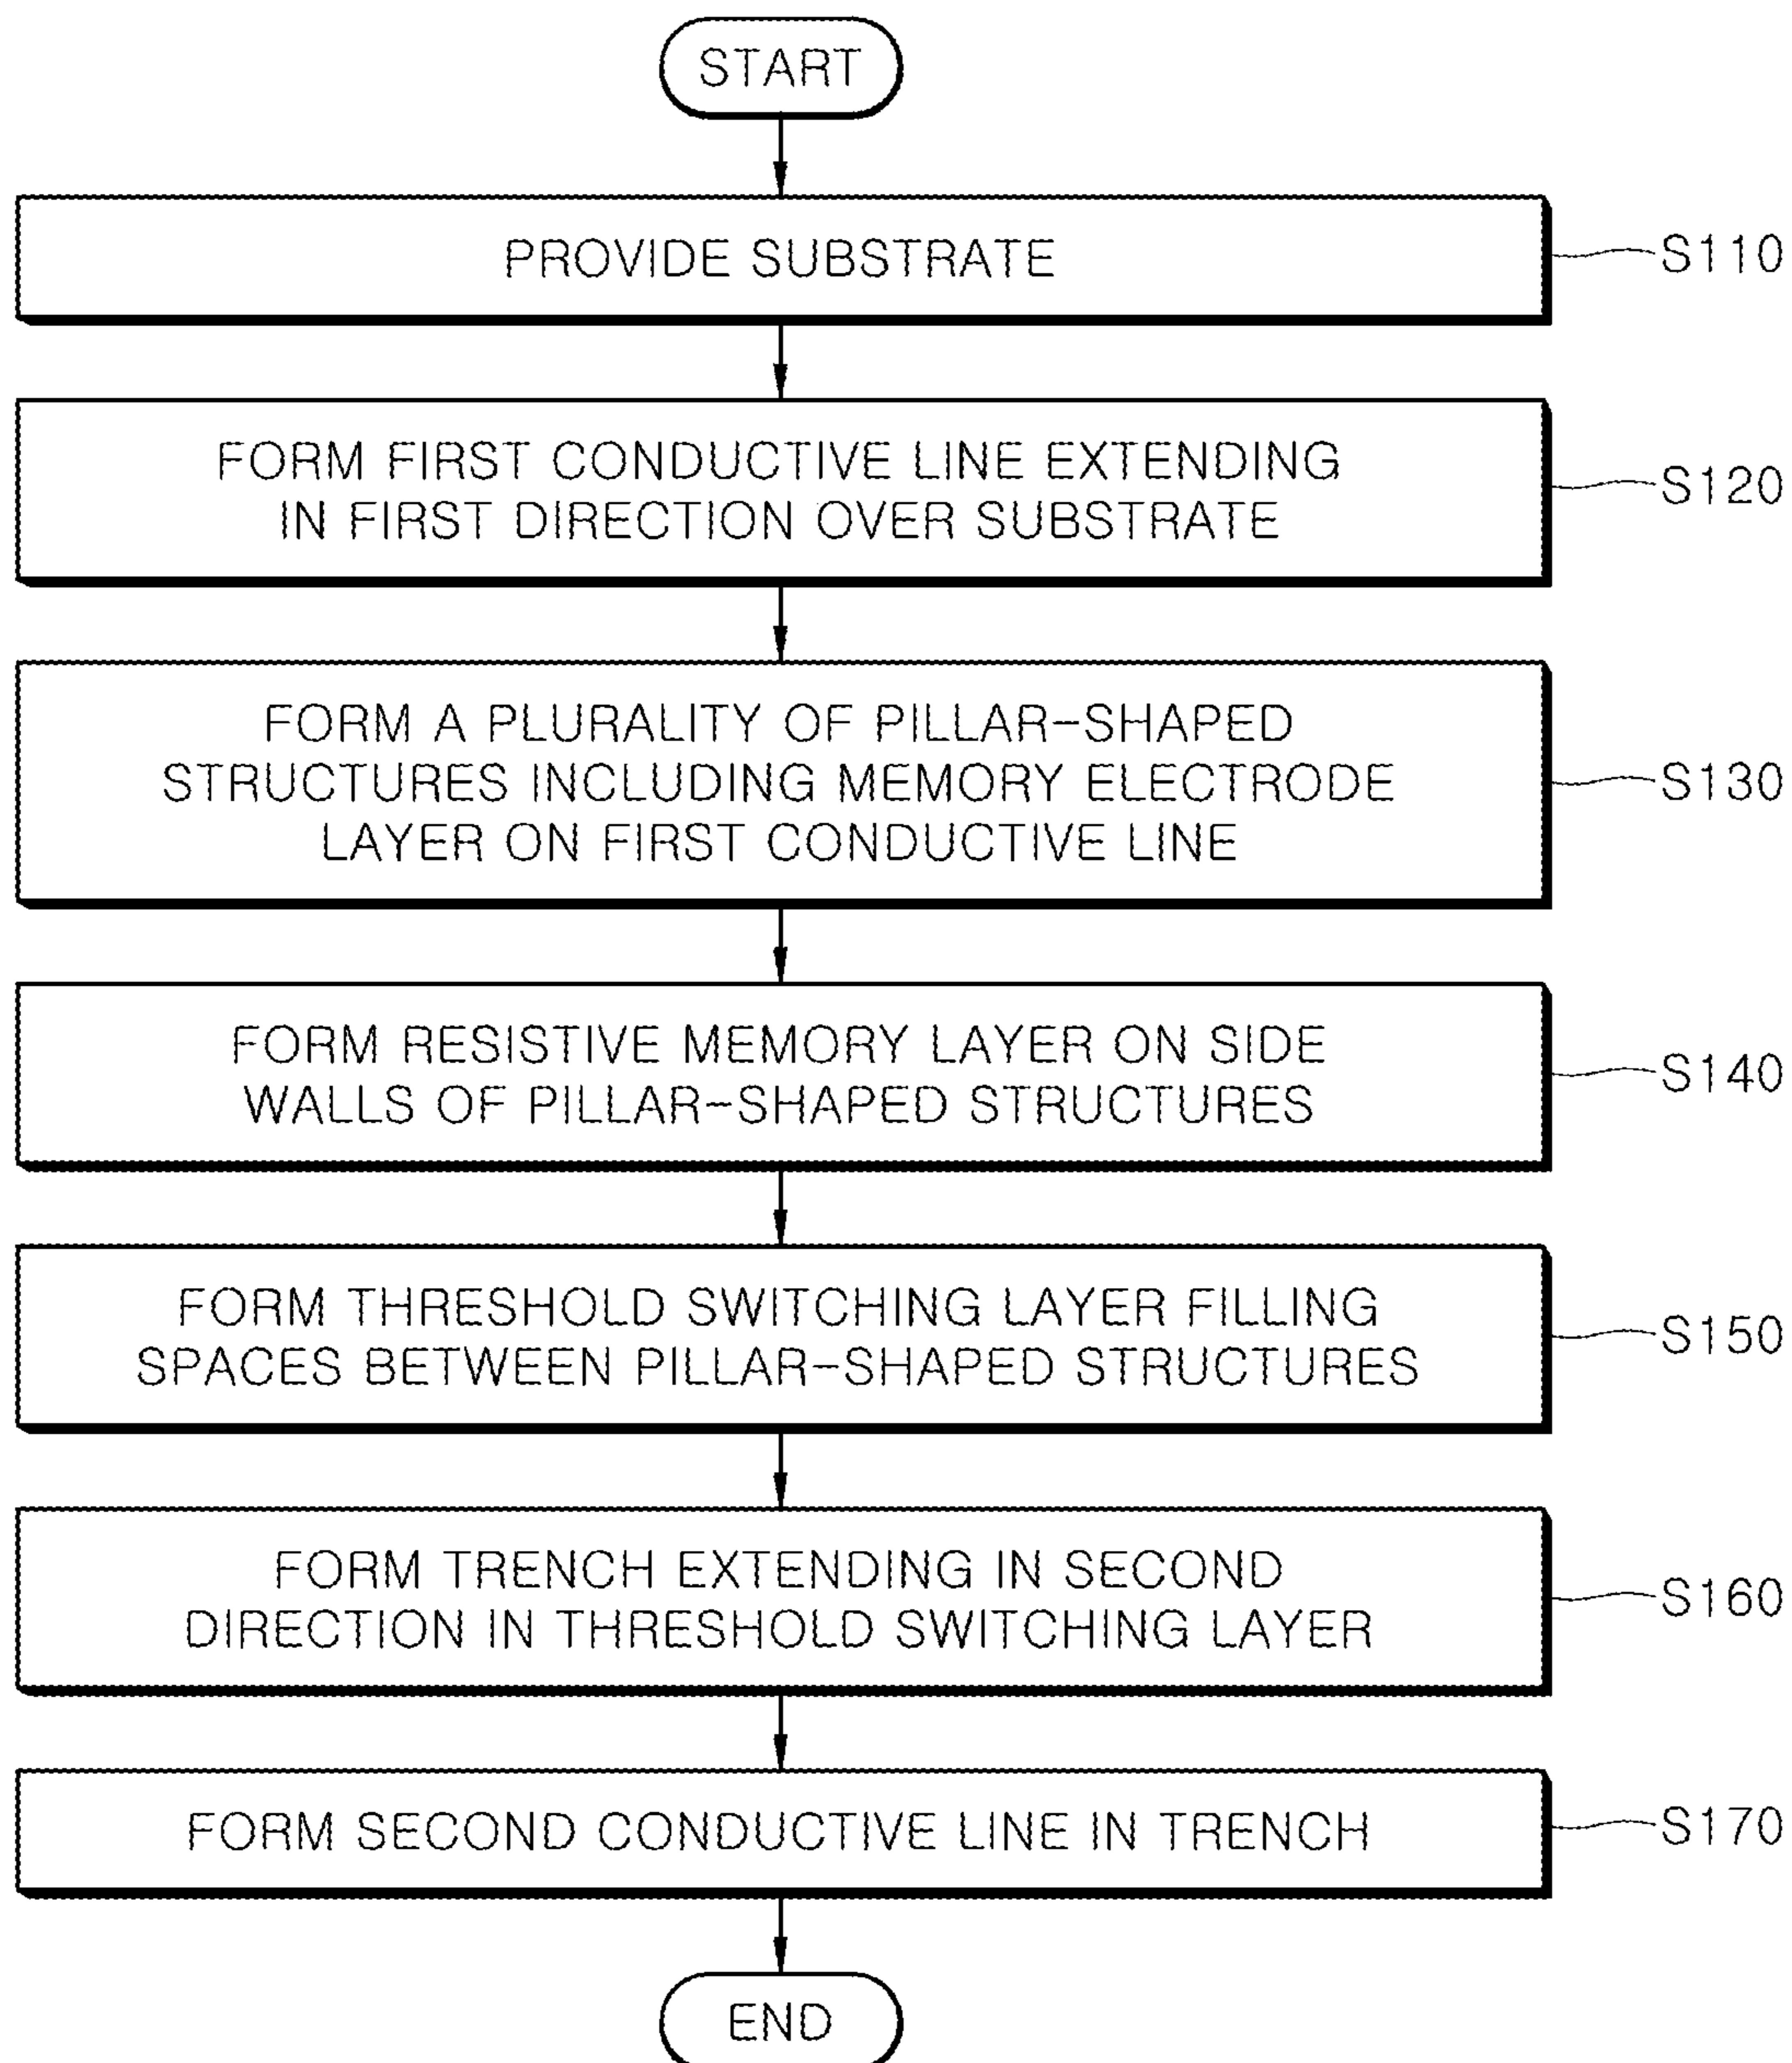 START
PROVIDE SUBSTRATE
S110
FORM FIRST CONDUCTIVE LINE EXTENDING
IN FIRST DIRECTION OVER SUBSTRATE
S120
FORM A PLURALITY OF PILLAR-SHAPED
STRUCTURES INCLUDING MEMORY ELECTRODE
LAYER ON FIRST CONDUCTIVE LINE
S130
FORM RESISTIVE MEMORY LAYER ON SIDE
WALLS OF PILLAR-SHAPED STRUCTURES
S140
FORM THRESHOLD SWITCHING LAYER FILLING
SPACES BETWEEN PILLAR-SHAPED STRUCTURES
S150
FORM TRENCH EXTENDING IN SECOND
DIRECTION IN THRESHOLD SWITCHING LAYER
S160
FORM SECOND CONDUCTIVE LINE IN TRENCH
S170
END